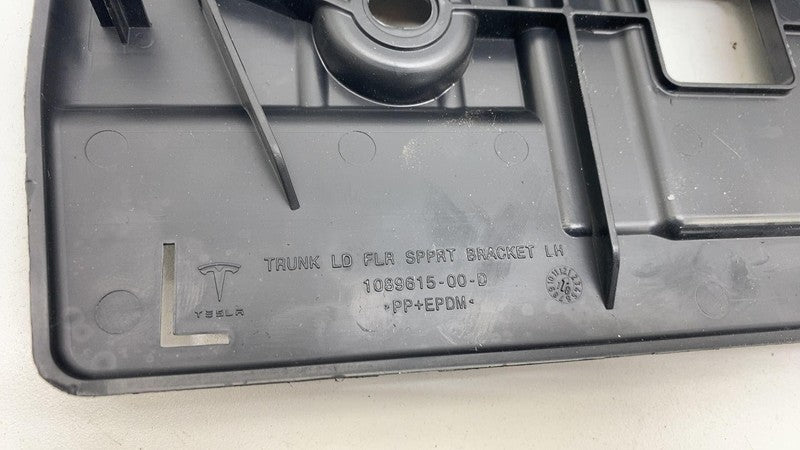 TRUNK LD FLR SPPRT BRACKET LH
1089615-00-D
>PP+EPDM<
L
TESLA